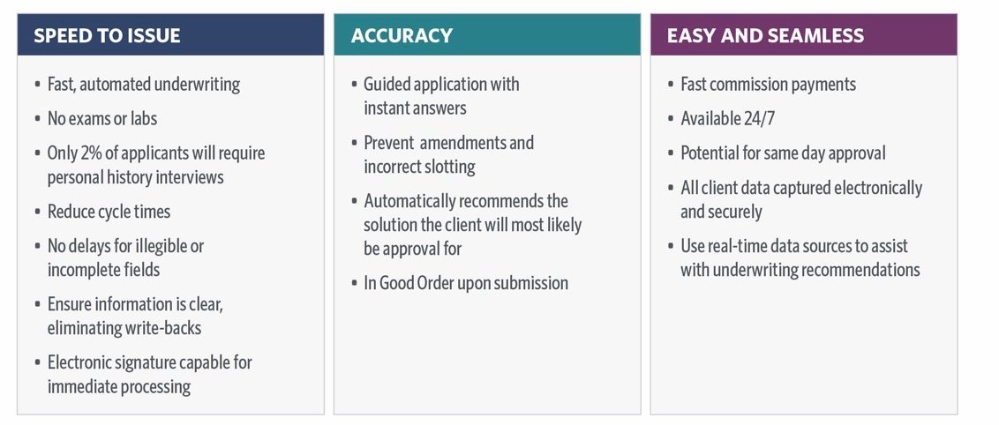 SPEED TO ISSUE
• Fast, automated underwriting
• No exams or labs
• Only 2% of applicants will require
personal history interviews
• Reduce cycle times
• No delays for illegible or
incomplete fields
• Ensure information is clear,
eliminating write-backs
• Electronic signature capable for
immediate processing
ACCURACY
• Guided application with
instant answers
• Prevent amendments and
incorrect slotting
• Automatically recommends the
solution the client will most likely
be approval for
• In Good Order upon submission
EASY AND SEAMLESS
• Fast commission payments
• Available 24/7
• Potential for same day approval
• All client data captured electronically
and securely
• Use real-time data sources to assist
with underwriting recommendations